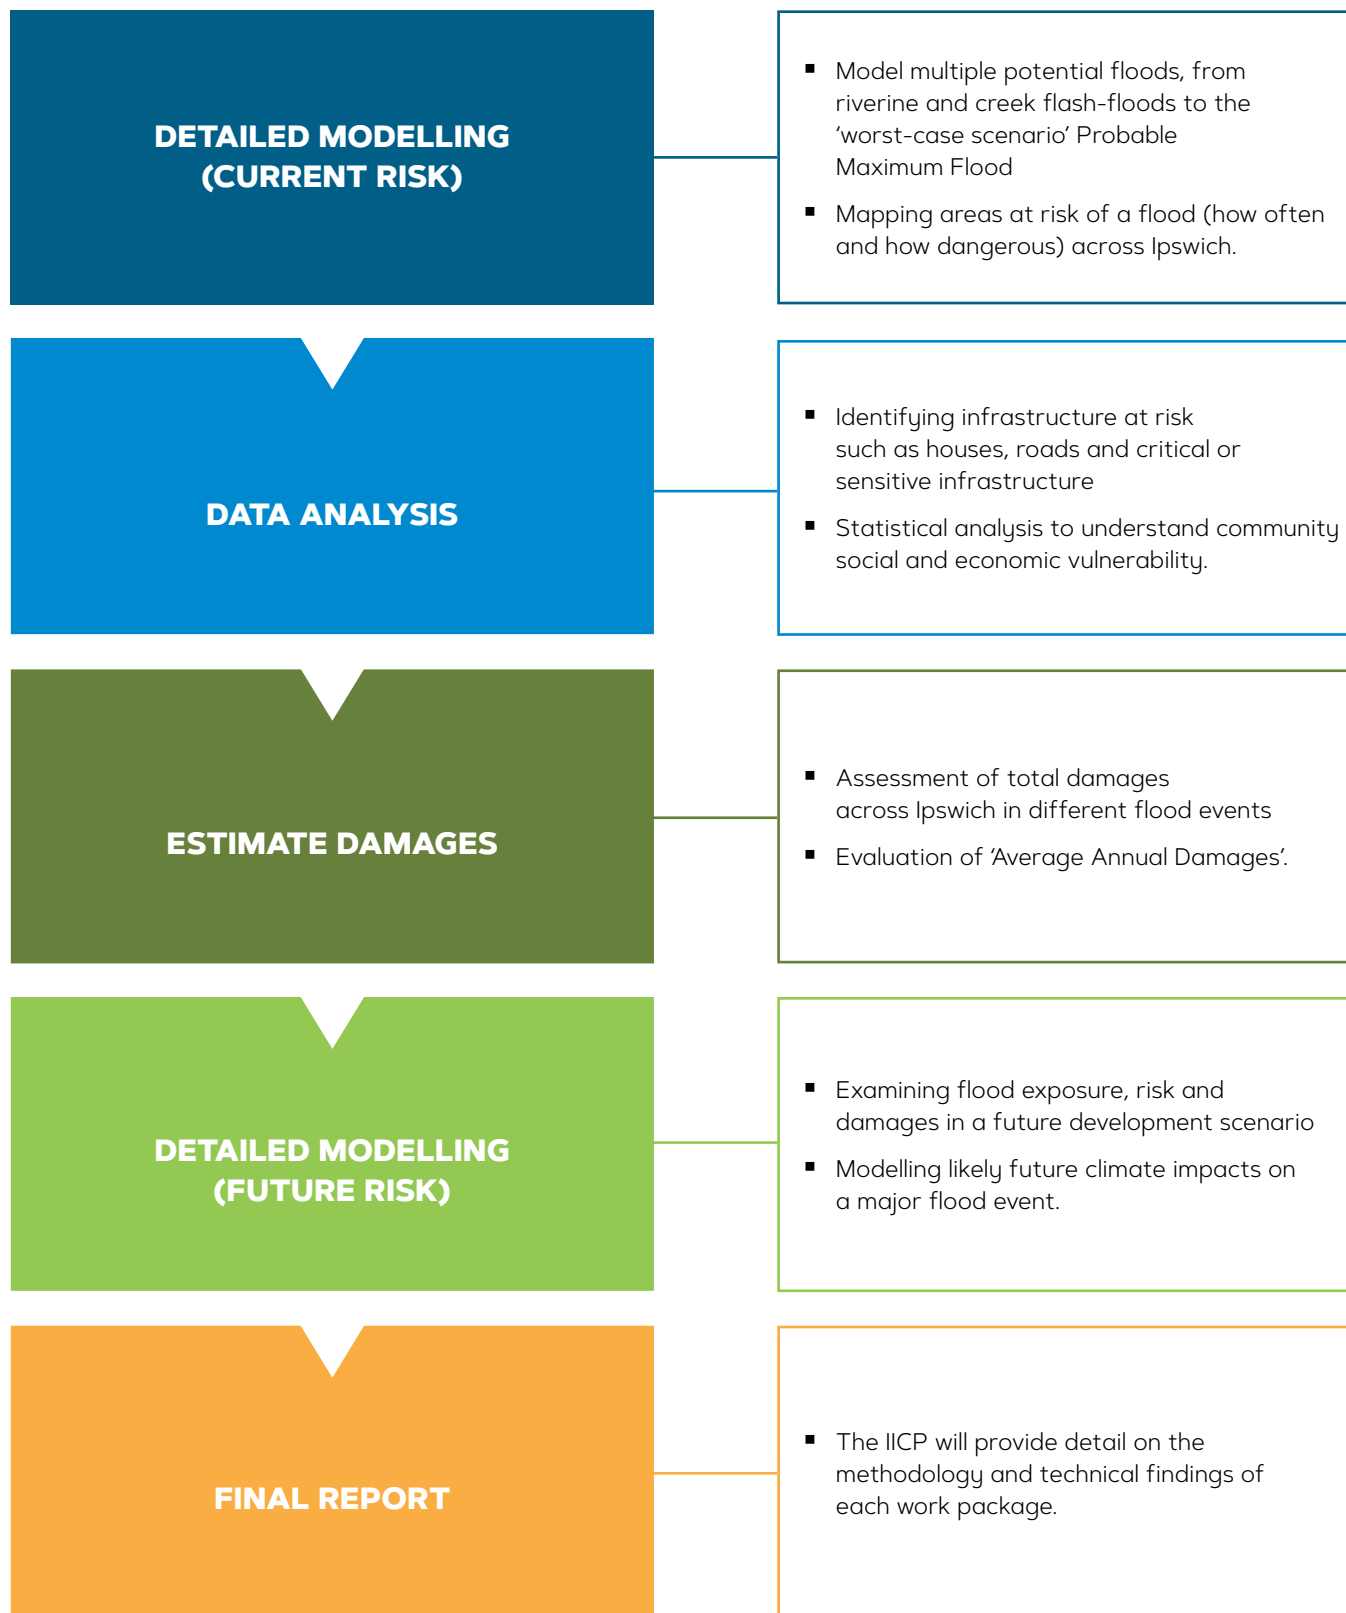 DETAILED MODELLING
(CURRENT RISK)
▪ Model multiple potential floods, from
riverine and creek flash-floods to the
‘worst-case scenario’ Probable
Maximum Flood
▪ Mapping areas at risk of a flood (how often
and how dangerous) across Ipswich.
DATA ANALYSIS
▪ Identifying infrastructure at risk
such as houses, roads and critical or
sensitive infrastructure
▪ Statistical analysis to understand community
social and economic vulnerability.
ESTIMATE DAMAGES
▪ Assessment of total damages
across Ipswich in different flood events
▪ Evaluation of ‘Average Annual Damages’.
DETAILED MODELLING
(FUTURE RISK)
▪ Examining flood exposure, risk and
damages in a future development scenario
▪ Modelling likely future climate impacts on
a major flood event.
FINAL REPORT
▪ The IICP will provide detail on the
methodology and technical findings of
each work package.